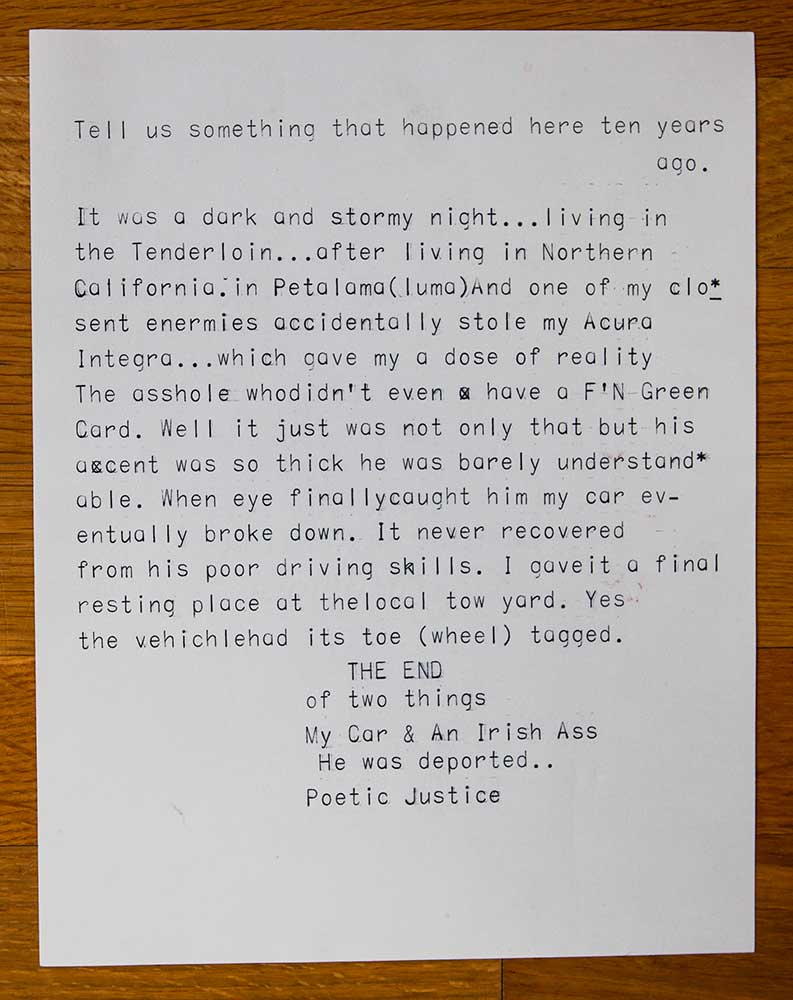 Tell us something that happened here ten years
ago.
It was a dark and stormy night...living in
the Tenderloin...after living in Northern
California.in Petalama(luma)And one of my clo*
sent enermies accidentally stole my Acura
Integra...which gave my a dose of reality
The asshole whodidn't even x have a F'N Green
Card. Well it just was not only that but his
accent was so thick he was barely understand*
able. When eye finallycaught him my car ev-
entually broke down. It never recovered
from his poor driving skills. I gaveit a final
resting place at thelocal tow yard. Yes
the vehichlehad its toe (wheel) tagged.
THE END
of two things
My Car & An Irish Ass
He was deported..
Poetic Justice